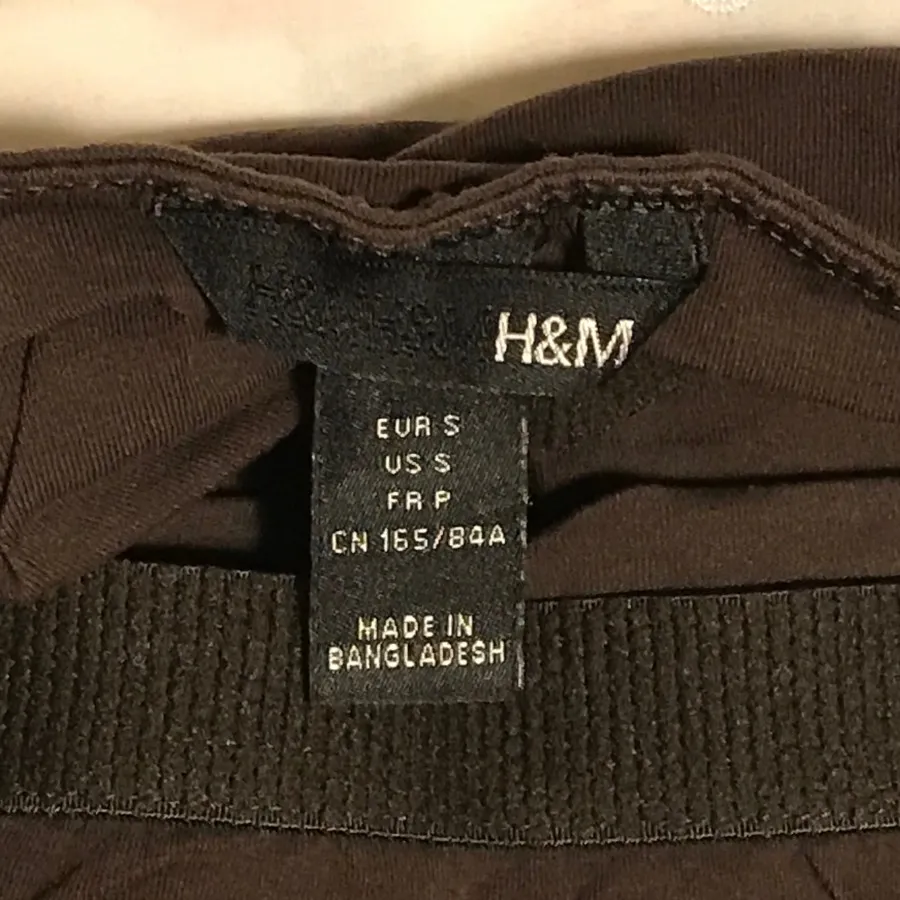 H&M
EUR S
US S
FR P
CN 165/84A
MADE IN
BANGLADESH